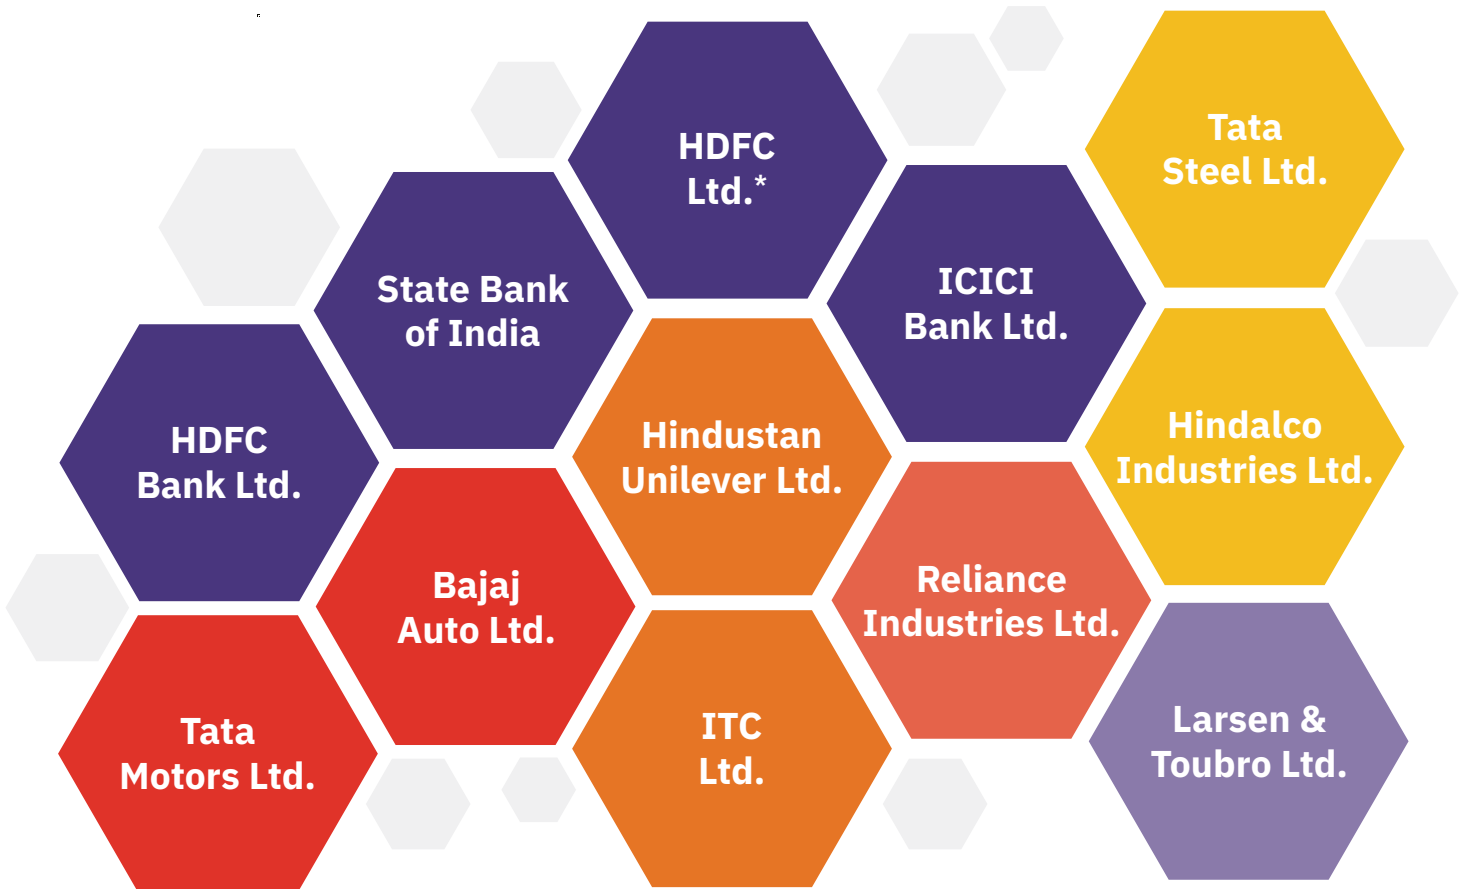 HDFC
Ltd.*
Tata
Steel Ltd.
State Bank
of India
ICICI
Bank Ltd.
HDFC
Bank Ltd.
Hindustan
Unilever Ltd.
Hindalco
Industries Ltd.
Bajaj
Auto Ltd.
Reliance
Industries Ltd.
Tata
Motors Ltd.
ITC
Ltd.
Larsen &
Toubro Ltd.